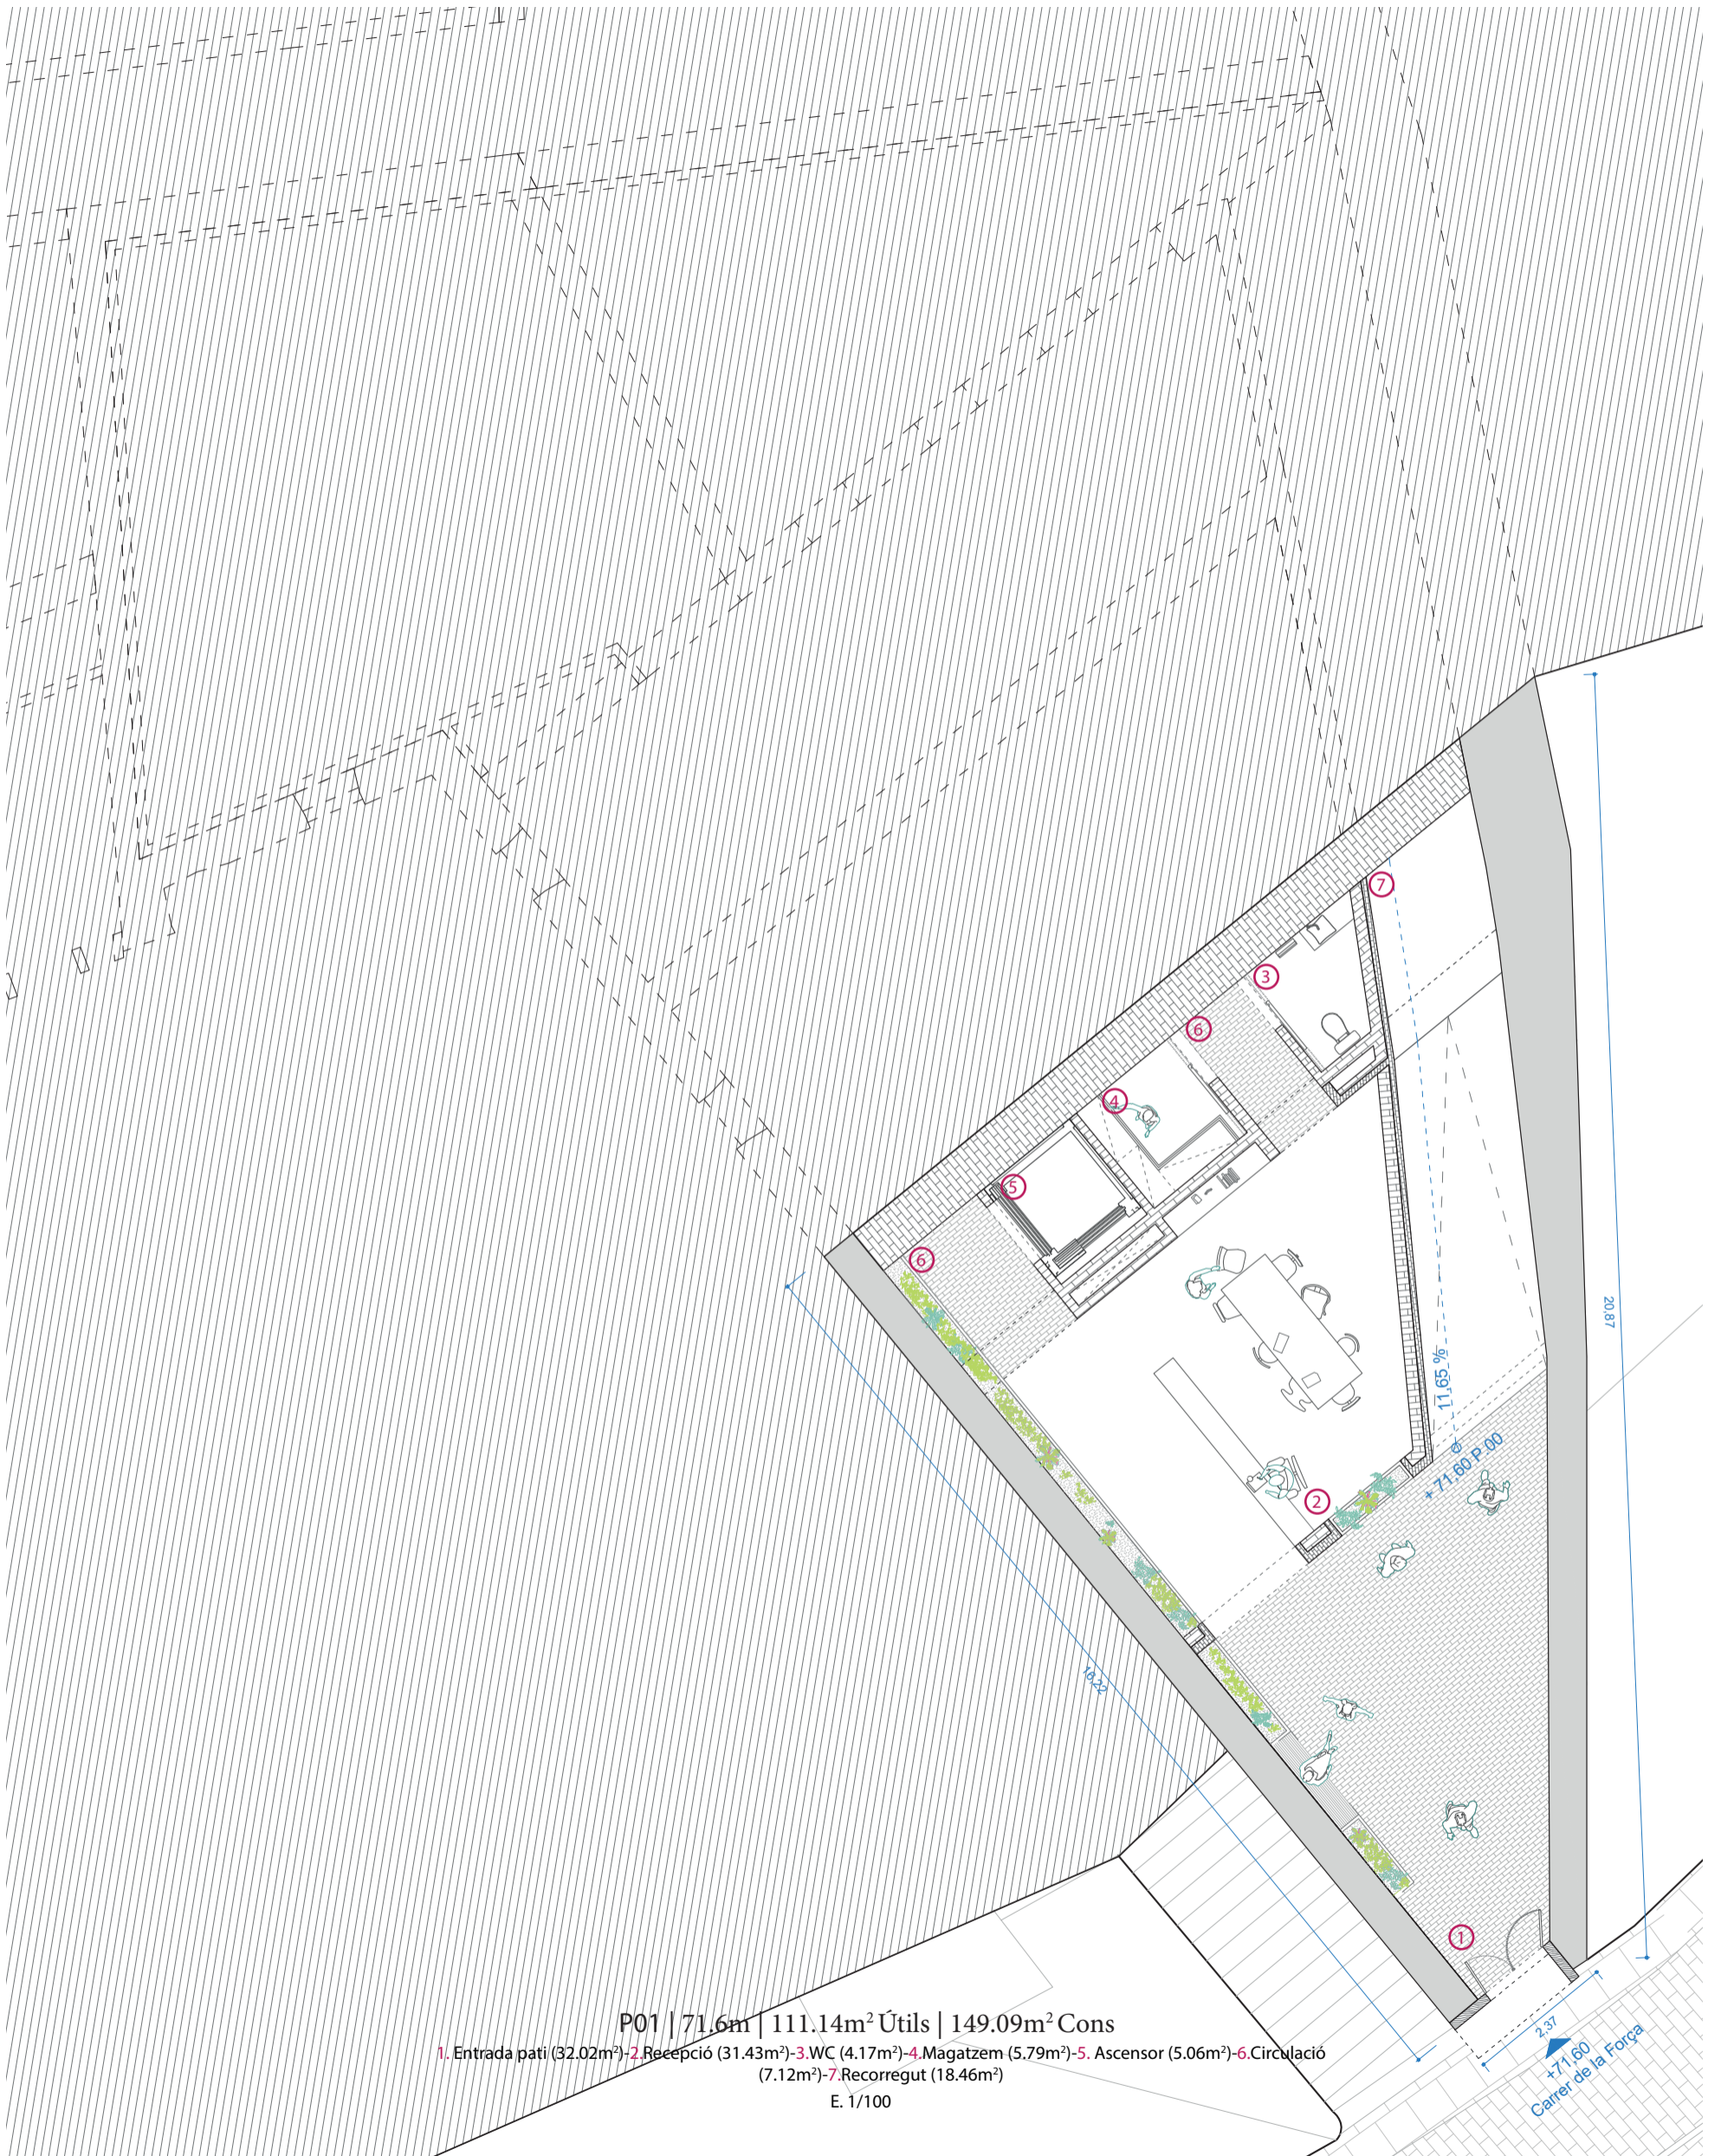 7
3
6
4
5
6
20,87
11,65 %
+71,60 P 00
2
16,22
1
2,37
+71,60
Carrer de la Força
P01 | 71.6m | 111.14m² Útils | 149.09m² Cons
1. Entrada pati (32.02m²)-2.Recepció (31.43m²)-3.WC (4.17m²)-4.Magatzem (5.79m²)-5. Ascensor (5.06m²)-6.Circulació
(7.12m²)-7.Recorregut (18.46m²)
E. 1/100